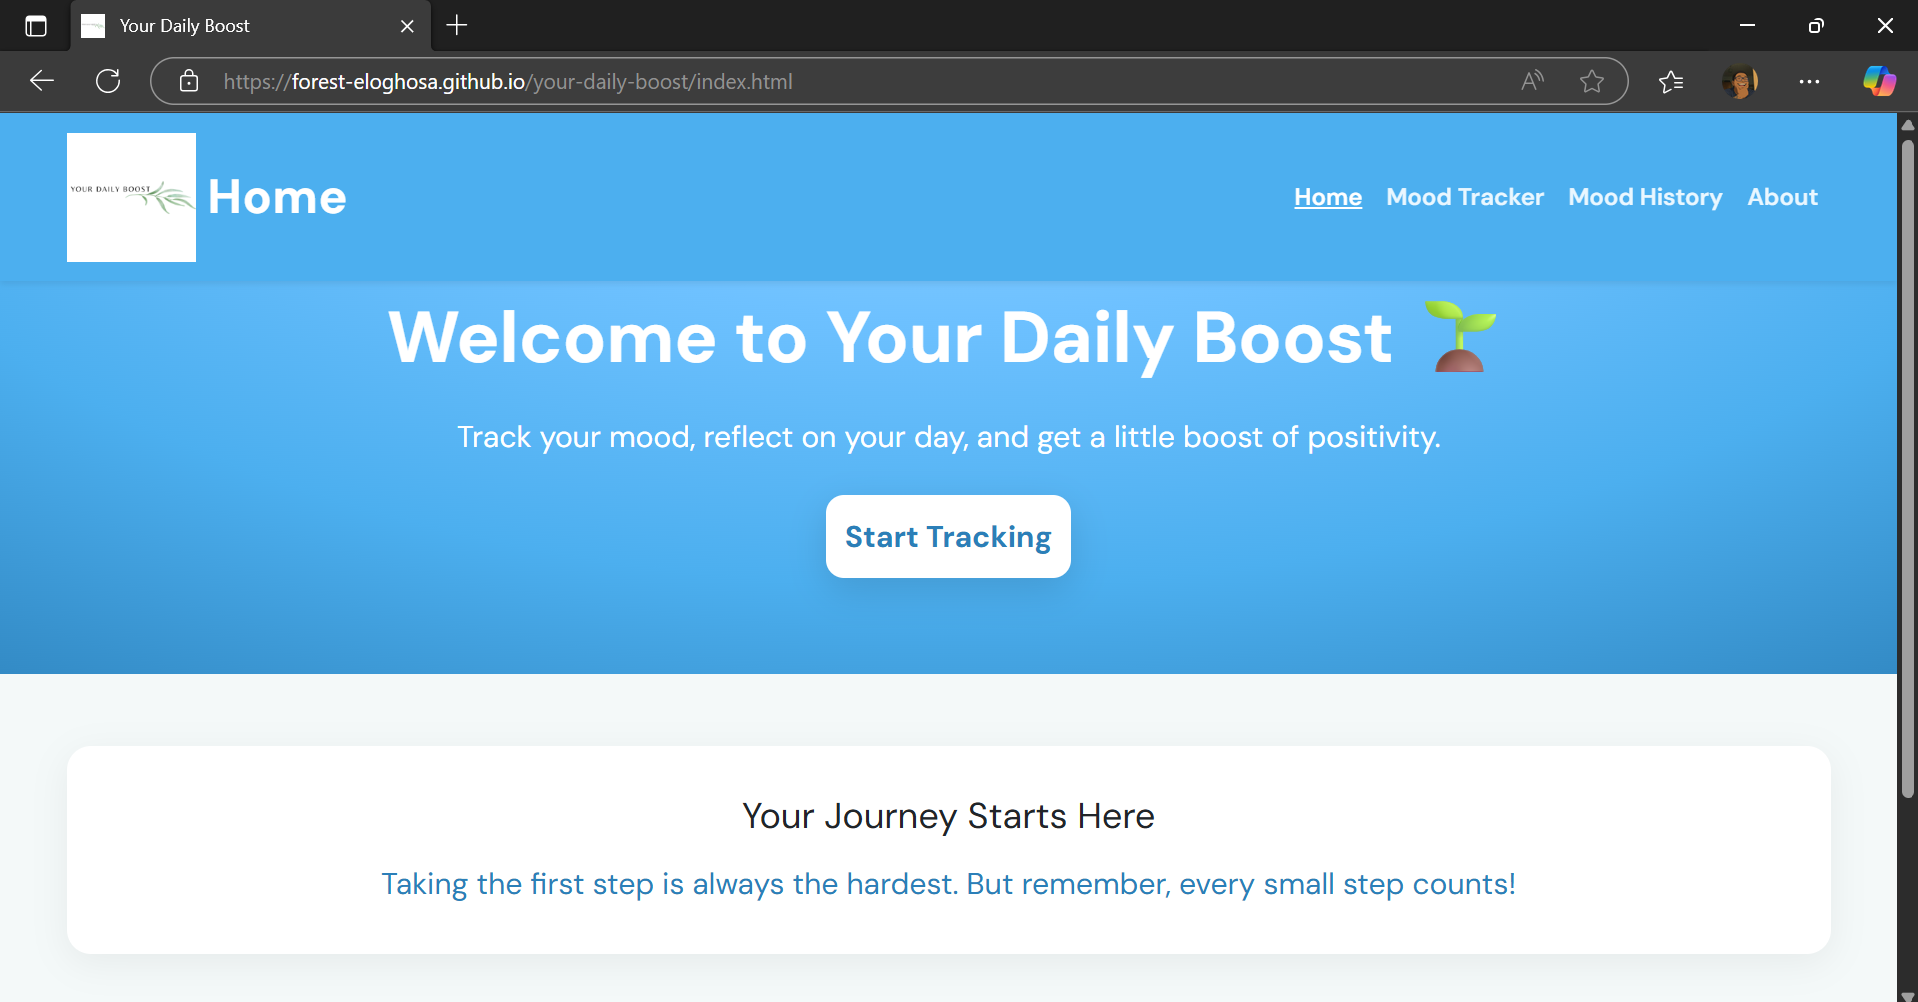 Your Daily Boost
https://forest-eloghosa.github.io/your-daily-boost/index.html
YOUR DAILY BOOST
Home
Home Mood Tracker Mood History About
Welcome to Your Daily Boost 🌱
Track your mood, reflect on your day, and get a little boost of positivity.
Start Tracking
Your Journey Starts Here
Taking the first step is always the hardest. But remember, every small step counts!